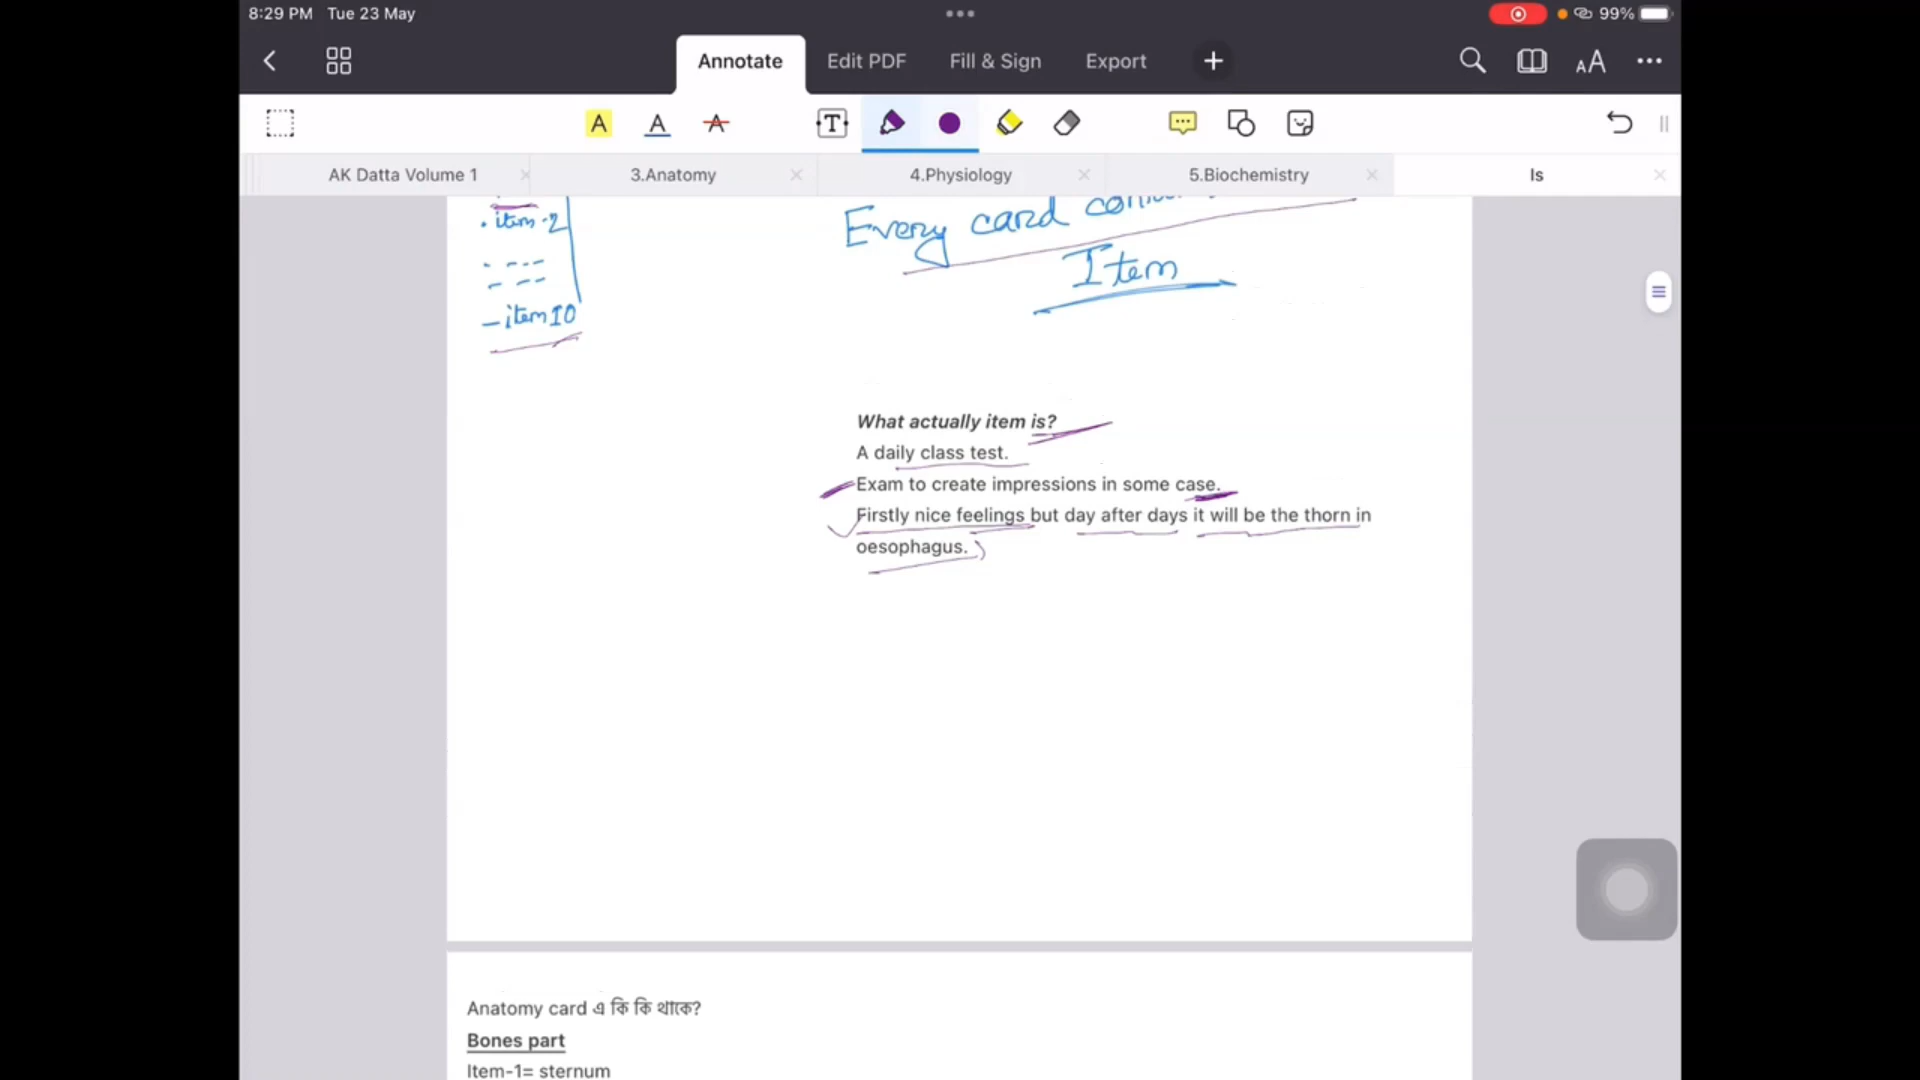 8:29 PM Tue 23 May
99%
Annotate Edit PDF Fill & Sign Export
AK Datta Volume 1 3.Anatomy 4.Physiology 5.Biochemistry Is
. item -2
Every card
Item
- item 10
What actually item is?
A daily class test.
Exam to create impressions in some case.
Firstly nice feelings but day after days it will be the thorn in
oesophagus.
Anatomy card এ কি কি থাকে?
Bones part
Item-1= sternum